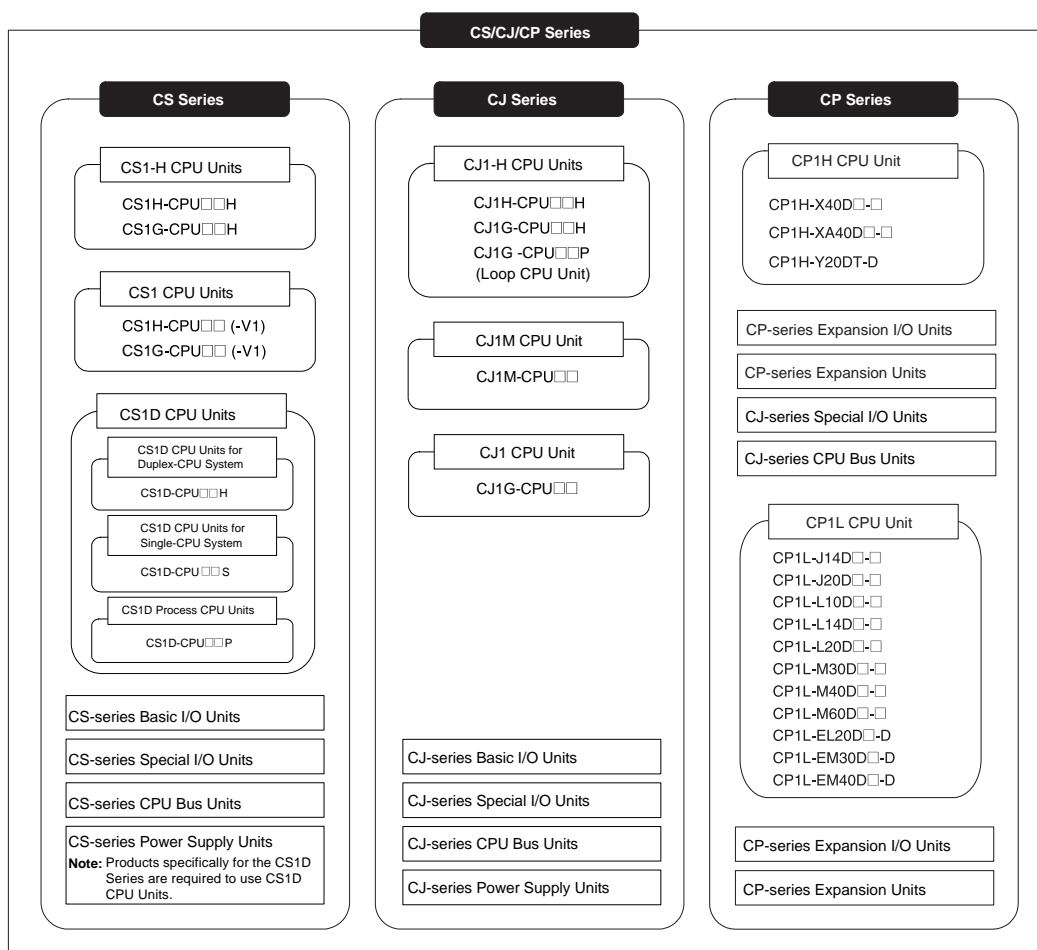 CS/CJ/CP Series
CS Series
CS1-H CPU Units
CS1H-CPU□□H
CS1G-CPU□□H
CS1 CPU Units
CS1H-CPU□□ (-V1)
CS1G-CPU□□ (-V1)
CS1D CPU Units
CS1D CPU Units for
Duplex-CPU System
CS1D-CPU□□H
CS1D CPU Units for
Single-CPU System
CS1D-CPU □□ S
CS1D Process CPU Units
CS1D-CPU□□P
CS-series Basic I/O Units
CS-series Special I/O Units
CS-series CPU Bus Units
CS-series Power Supply Units
Note: Products specifically for the CS1D
Series are required to use CS1D
CPU Units.
CJ Series
CJ1-H CPU Units
CJ1H-CPU□□H
CJ1G-CPU□□H
CJ1G -CPU□□P
(Loop CPU Unit)
CJ1M CPU Unit
CJ1M-CPU□□
CJ1 CPU Unit
CJ1G-CPU□□
CJ-series Basic I/O Units
CJ-series Special I/O Units
CJ-series CPU Bus Units
CJ-series Power Supply Units
CP Series
CP1H CPU Unit
CP1H-X40D□-□
CP1H-XA40D□-□
CP1H-Y20DT-D
CP-series Expansion I/O Units
CP-series Expansion Units
CJ-series Special I/O Units
CJ-series CPU Bus Units
CP1L CPU Unit
CP1L-J14D□-□
CP1L-J20D□-□
CP1L-L10D□-□
CP1L-L14D□-□
CP1L-L20D□-□
CP1L-M30D□-□
CP1L-M40D□-□
CP1L-M60D□-□
CP1L-EL20D□-D
CP1L-EM30D□-D
CP1L-EM40D□-D
CP-series Expansion I/O Units
CP-series Expansion Units